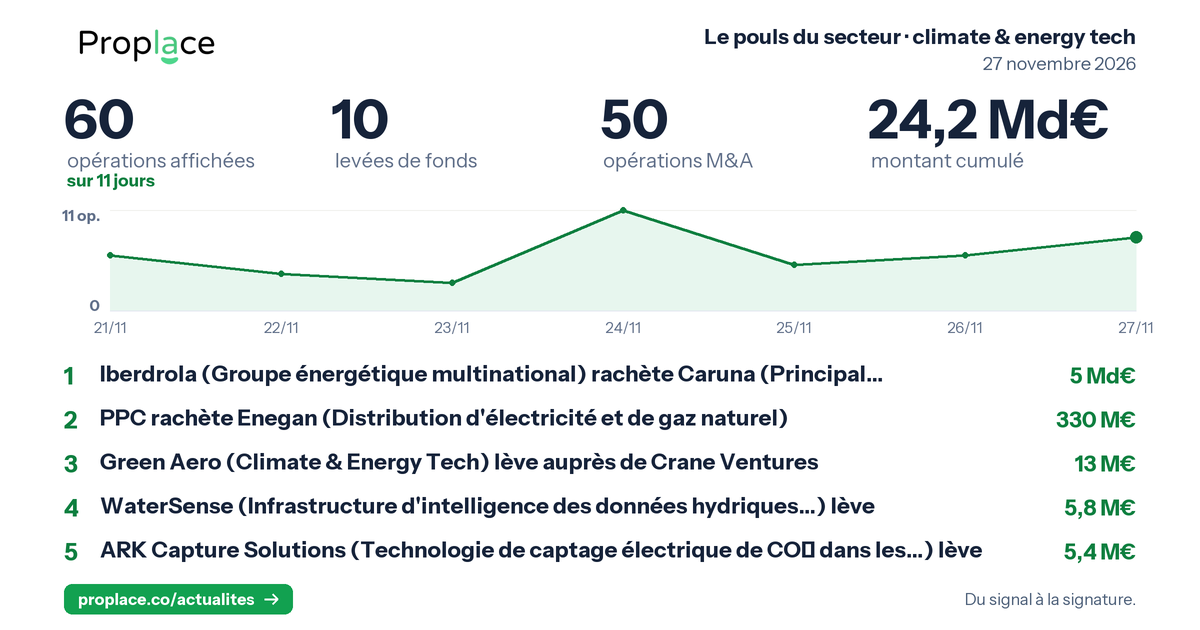 Proplace
Le pouls du secteur · climate & energy tech
27 novembre 2026
60
opérations affichées
sur 11 jours
10
levées de fonds
50
opérations M&A
24,2 Md€
montant cumulé
11 op.
0
21/11
22/11
23/11
24/11
25/11
26/11
27/11
1 Iberdrola (Groupe énergétique multinational) rachète Caruna (Principal... 5 Md€
2 PPC rachète Enegan (Distribution d'électricité et de gaz naturel) 330 M€
3 Green Aero (Climate & Energy Tech) lève auprès de Crane Ventures 13 M€
4 WaterSense (Infrastructure d'intelligence des données hydriques...) lève 5,8 M€
5 ARK Capture Solutions (Technologie de captage électrique de CO▯ dans les...) lève 5,4 M€
proplace.co/actualites →
Du signal à la signature.